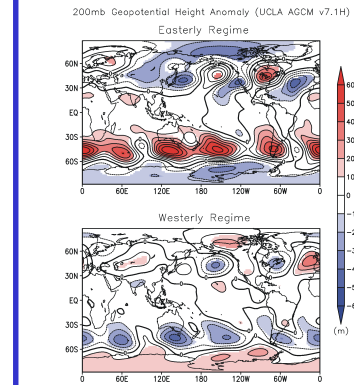 200mb Geopotential Height Anomaly (UCLA AGCM v7.1H)
Easterly Regime
60N
30N
EQ
30S
60S
0 60E 120E 180 120W 60W 0
Westerly Regime
60N
30N
EQ
30S
60S
0 60E 120E 180 120W 60W 0
60
50
40
30
20
10
0
(m)